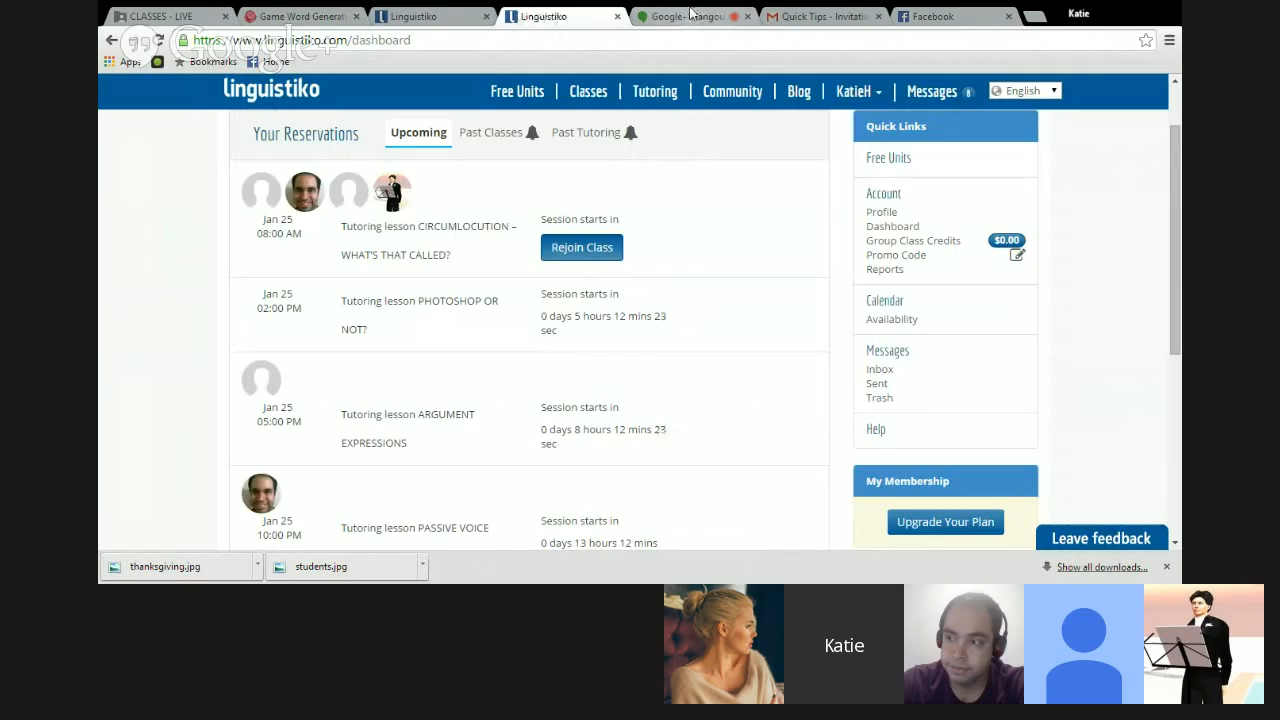 CLASSES - LIVE
Game Word Generat
Linguistiko
Linguistiko
Google+
Quick Tips - Invitatio
Facebook
Katie
Google+
https://www.linguistiko.com/dashboard
Apps
Bookmarks
Home
linguistiko
Free Units
Classes
Tutoring
Community
Blog
KatieH
Messages
English
Your Reservations
Upcoming
Past Classes
Past Tutoring
Jan 25
08:00 AM
Tutoring lesson CIRCUMLOCUTION –
WHAT'S THAT CALLED?
Session starts in
Rejoin Class
Jan 25
02:00 PM
Tutoring lesson PHOTOSHOP OR
NOT?
Session starts in
0 days 5 hours 12 mins 23
sec
Jan 25
05:00 PM
Tutoring lesson ARGUMENT
EXPRESSIONS
Session starts in
0 days 8 hours 12 mins 23
sec
Jan 25
10:00 PM
Tutoring lesson PASSIVE VOICE
Session starts in
0 days 13 hours 12 mins
Quick Links
Free Units
Account
Profile
Dashboard
Group Class Credits
$0.00
Promo Code
Reports
Calendar
Availability
Messages
Inbox
Sent
Trash
Help
My Membership
Upgrade Your Plan
Leave feedback
thanksgiving.jpg
students.jpg
Show all downloads...
Katie